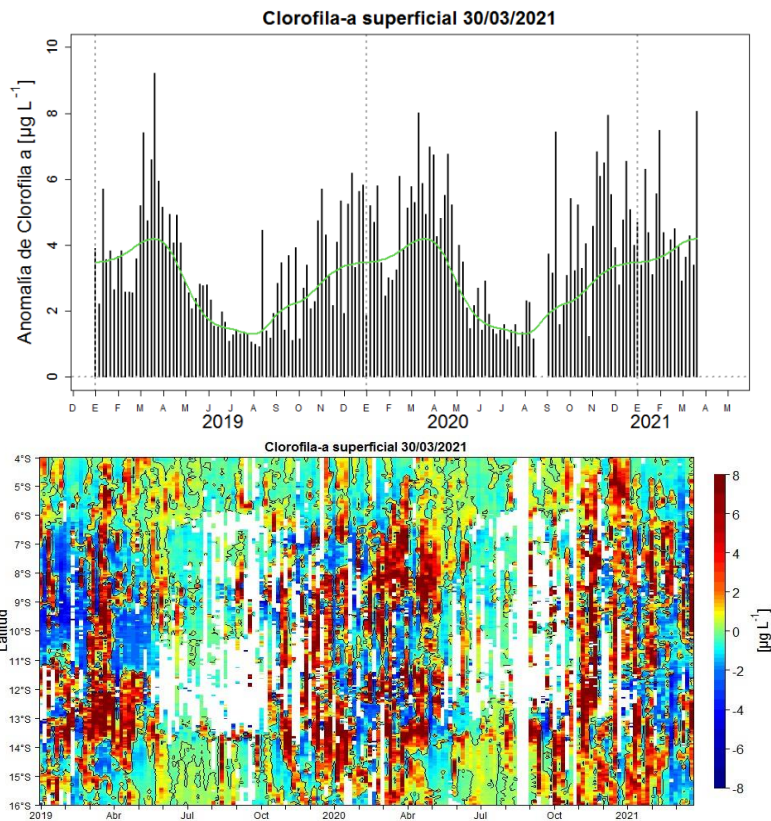 Clorofila-a superficial 30/03/2021
Anomalía de Clorofila a [µg L⁻¹]
10
8
6
4
2
0
D E F M A M J J A S O N D E F M A M J J A S O N D E F M A M
2019 2020 2021
Clorofila-a superficial 30/03/2021
Latitud
4°S
5°S
6°S
7°S
8°S
9°S
10°S
11°S
12°S
13°S
14°S
15°S
16°S
2019 Abr Jul Oct 2020 Abr Jul Oct 2021
8
6
4
2
0
-2
-4
-6
-8
[µg L⁻¹]